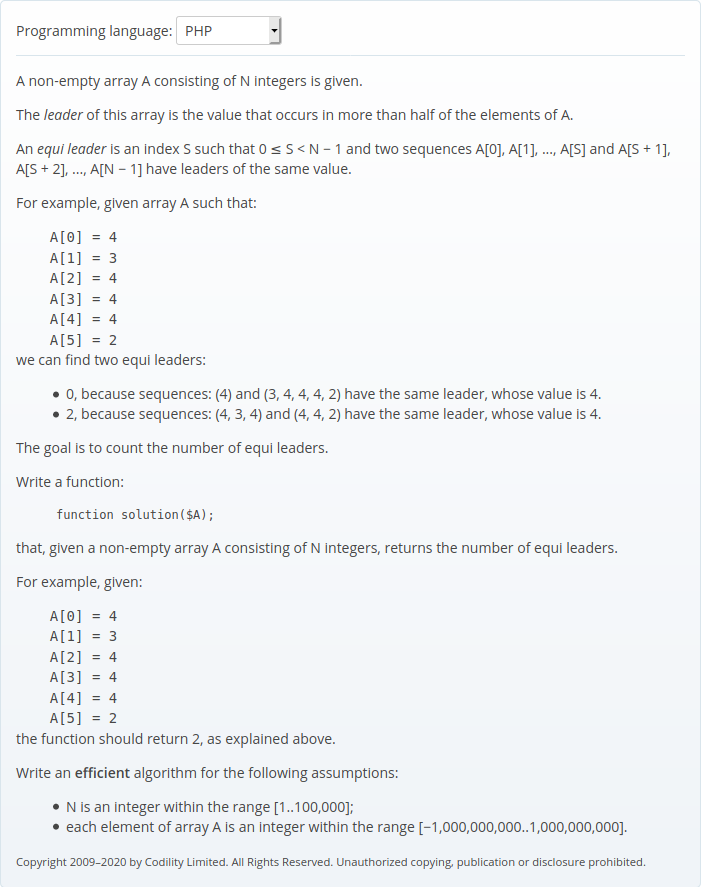 Programming language: PHP
A non-empty array A consisting of N integers is given.
The leader of this array is the value that occurs in more than half of the elements of A.
An equi leader is an index S such that 0 ≤ S < N − 1 and two sequences A[0], A[1], ..., A[S] and A[S + 1],
A[S + 2], ..., A[N − 1] have leaders of the same value.
For example, given array A such that:
A[0] = 4
A[1] = 3
A[2] = 4
A[3] = 4
A[4] = 4
A[5] = 2
we can find two equi leaders:
• 0, because sequences: (4) and (3, 4, 4, 4, 2) have the same leader, whose value is 4.
• 2, because sequences: (4, 3, 4) and (4, 4, 2) have the same leader, whose value is 4.
The goal is to count the number of equi leaders.
Write a function:
function solution($A);
that, given a non-empty array A consisting of N integers, returns the number of equi leaders.
For example, given:
A[0] = 4
A[1] = 3
A[2] = 4
A[3] = 4
A[4] = 4
A[5] = 2
the function should return 2, as explained above.
Write an efficient algorithm for the following assumptions:
• N is an integer within the range [1..100,000];
• each element of array A is an integer within the range [−1,000,000,000..1,000,000,000].
Copyright 2009–2020 by Codility Limited. All Rights Reserved. Unauthorized copying, publication or disclosure prohibited.